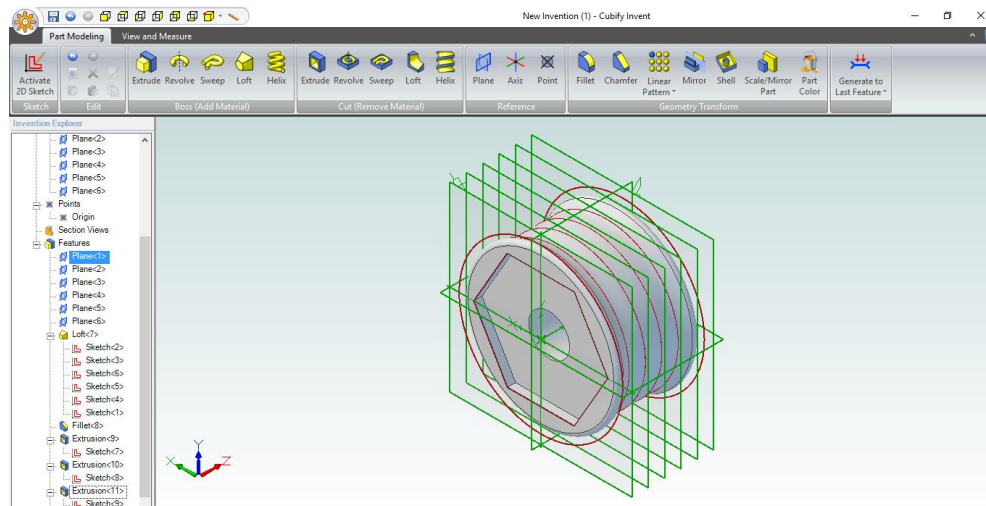 New Invention (1) - Cubify Invent
Part Modeling View and Measure
Activate 2D Sketch
Extrude Revolve Sweep Loft Helix
Extrude Revolve Sweep Loft Helix
Plane Axis Point
Fillet Chamfer Linear Pattern Mirror Shell Scale/Mirror Part Part Color
Generate to Last Feature
Sketch Edit Boss (Add Material) Cut (Remove Material) Reference Geometry Transform
Invention Explorer
Plane<2>
Plane<3>
Plane<4>
Plane<5>
Plane<6>
Points
Origin
Section Views
Features
Plane<1>
Plane<2>
Plane<3>
Plane<4>
Plane<5>
Plane<6>
Loft<7>
Sketch<2>
Sketch<3>
Sketch<6>
Sketch<5>
Sketch<4>
Sketch<1>
Fillet<8>
Extrusion<9>
Sketch<7>
Extrusion<10>
Sketch<8>
Extrusion<11>
Sketch<9>
Y
X Z